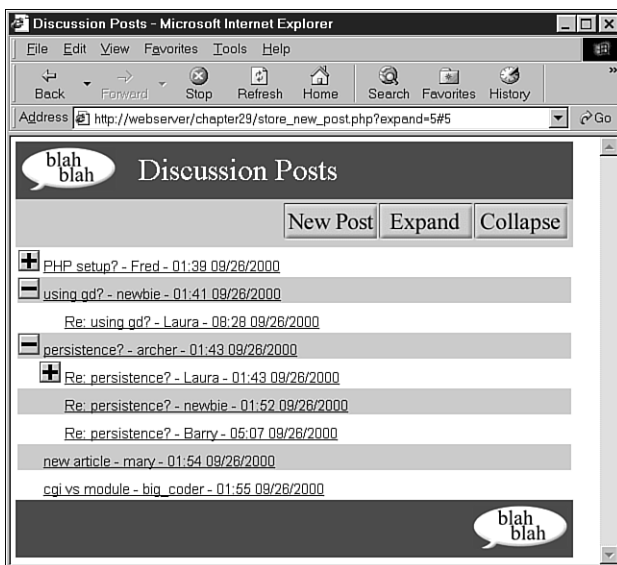 Discussion Posts - Microsoft Internet Explorer
File Edit View Favorites Tools Help
Back Forward Stop Refresh Home Search Favorites History »
Address http://webserver/chapter29/store_new_post.php?expand=5#5 Go
blah
blah
Discussion Posts
New Post Expand Collapse
PHP setup? - Fred - 01:39 09/26/2000
using gd? - newbie - 01:41 09/26/2000
Re: using gd? - Laura - 08:28 09/26/2000
persistence? - archer - 01:43 09/26/2000
Re: persistence? - Laura - 01:43 09/26/2000
Re: persistence? - newbie - 01:52 09/26/2000
Re: persistence? - Barry - 05:07 09/26/2000
new article - mary - 01:54 09/26/2000
cgi vs module - big_coder - 01:55 09/26/2000
blah
blah